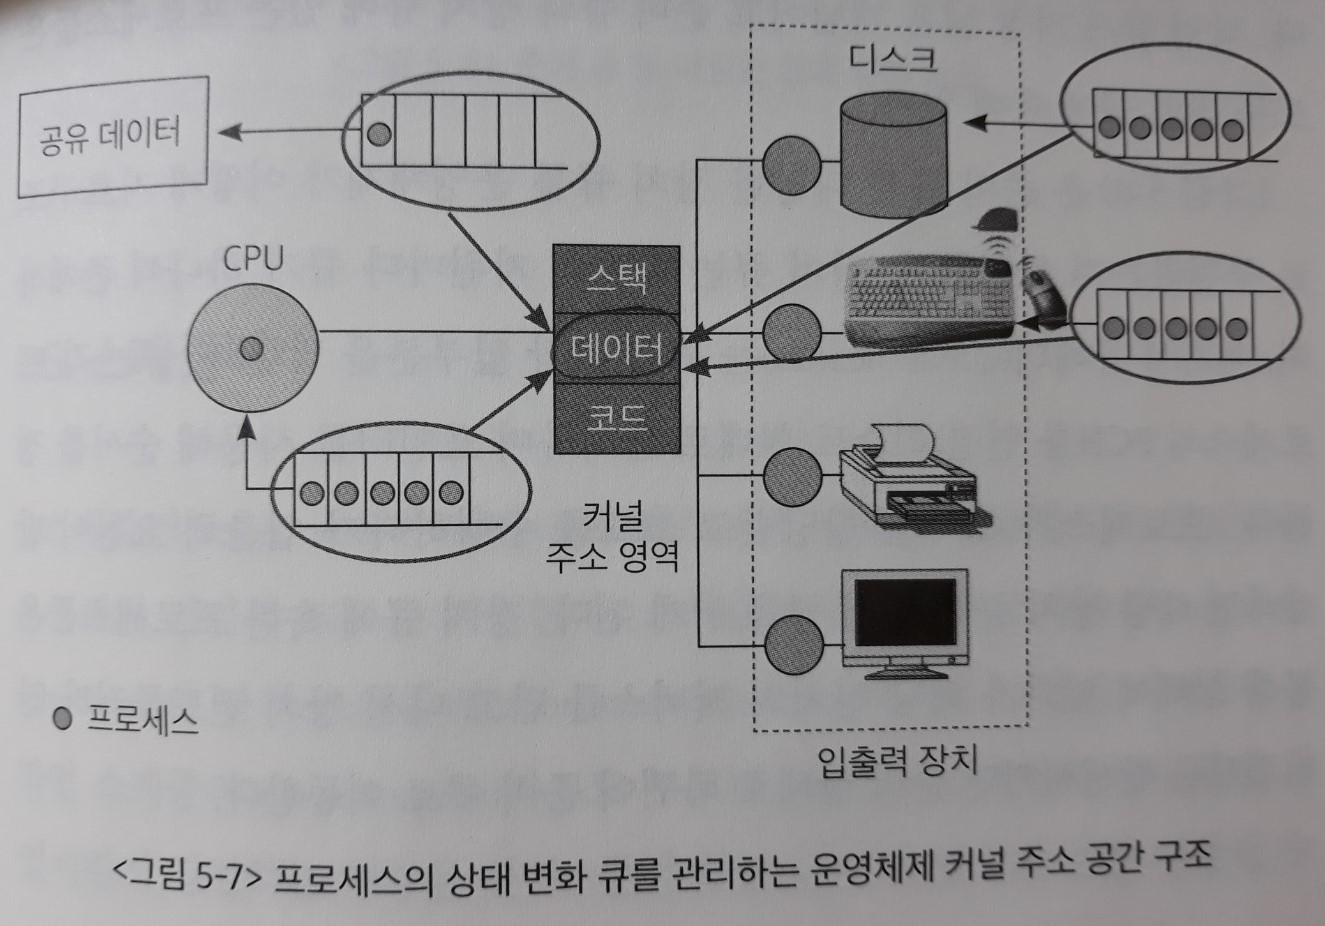 디스크
공유 데이터
CPU
스택
데이터
코드
커널
주소 영역
프로세스
입출력 장치
<그림 5-7> 프로세스의 상태 변화 큐를 관리하는 운영체제 커널 주소 공간 구조